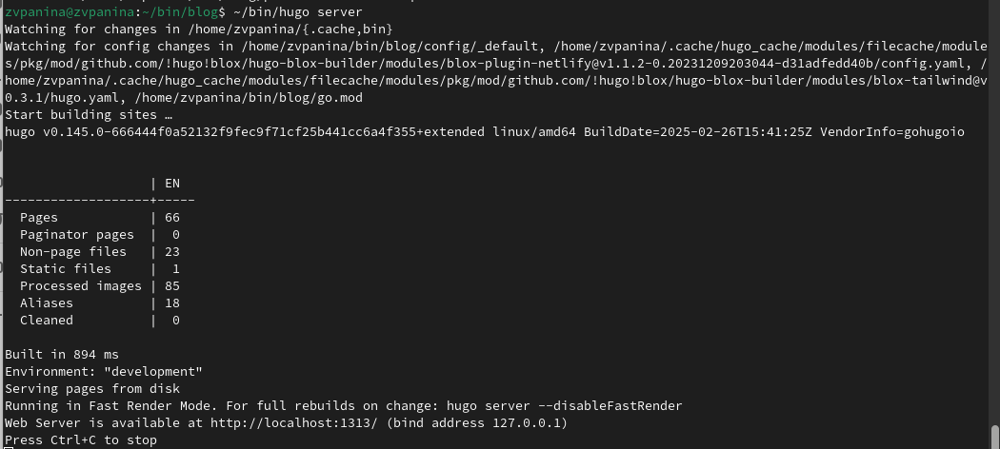 zvpanina@zvpanina:~/bin/blog$ ~/bin/hugo server
Watching for changes in /home/zvpanina/{.cache,bin}
Watching for config changes in /home/zvpanina/bin/blog/config/_default, /home/zvpanina/.cache/hugo_cache/modules/filecache/module
s/pkg/mod/github.com/!hugo!blox/hugo-blox-builder/modules/blox-plugin-netlify@v1.1.2-0.20231209203044-d31adfedd40b/config.yaml, /
home/zvpanina/.cache/hugo_cache/modules/filecache/modules/pkg/mod/github.com/!hugo!blox/hugo-blox-builder/modules/blox-tailwind@v
0.3.1/hugo.yaml, /home/zvpanina/bin/blog/go.mod
Start building sites …
hugo v0.145.0-666444f0a52132f9fec9f71cf25b441cc6a4f355+extended linux/amd64 BuildDate=2025-02-26T15:41:25Z VendorInfo=gohugoio
                   | EN
-------------------+-----
  Pages            | 66
  Paginator pages  |  0
  Non-page files   | 23
  Static files     |  1
  Processed images | 85
  Aliases          | 18
  Cleaned          |  0
Built in 894 ms
Environment: "development"
Serving pages from disk
Running in Fast Render Mode. For full rebuilds on change: hugo server --disableFastRender
Web Server is available at http://localhost:1313/ (bind address 127.0.0.1)
Press Ctrl+C to stop